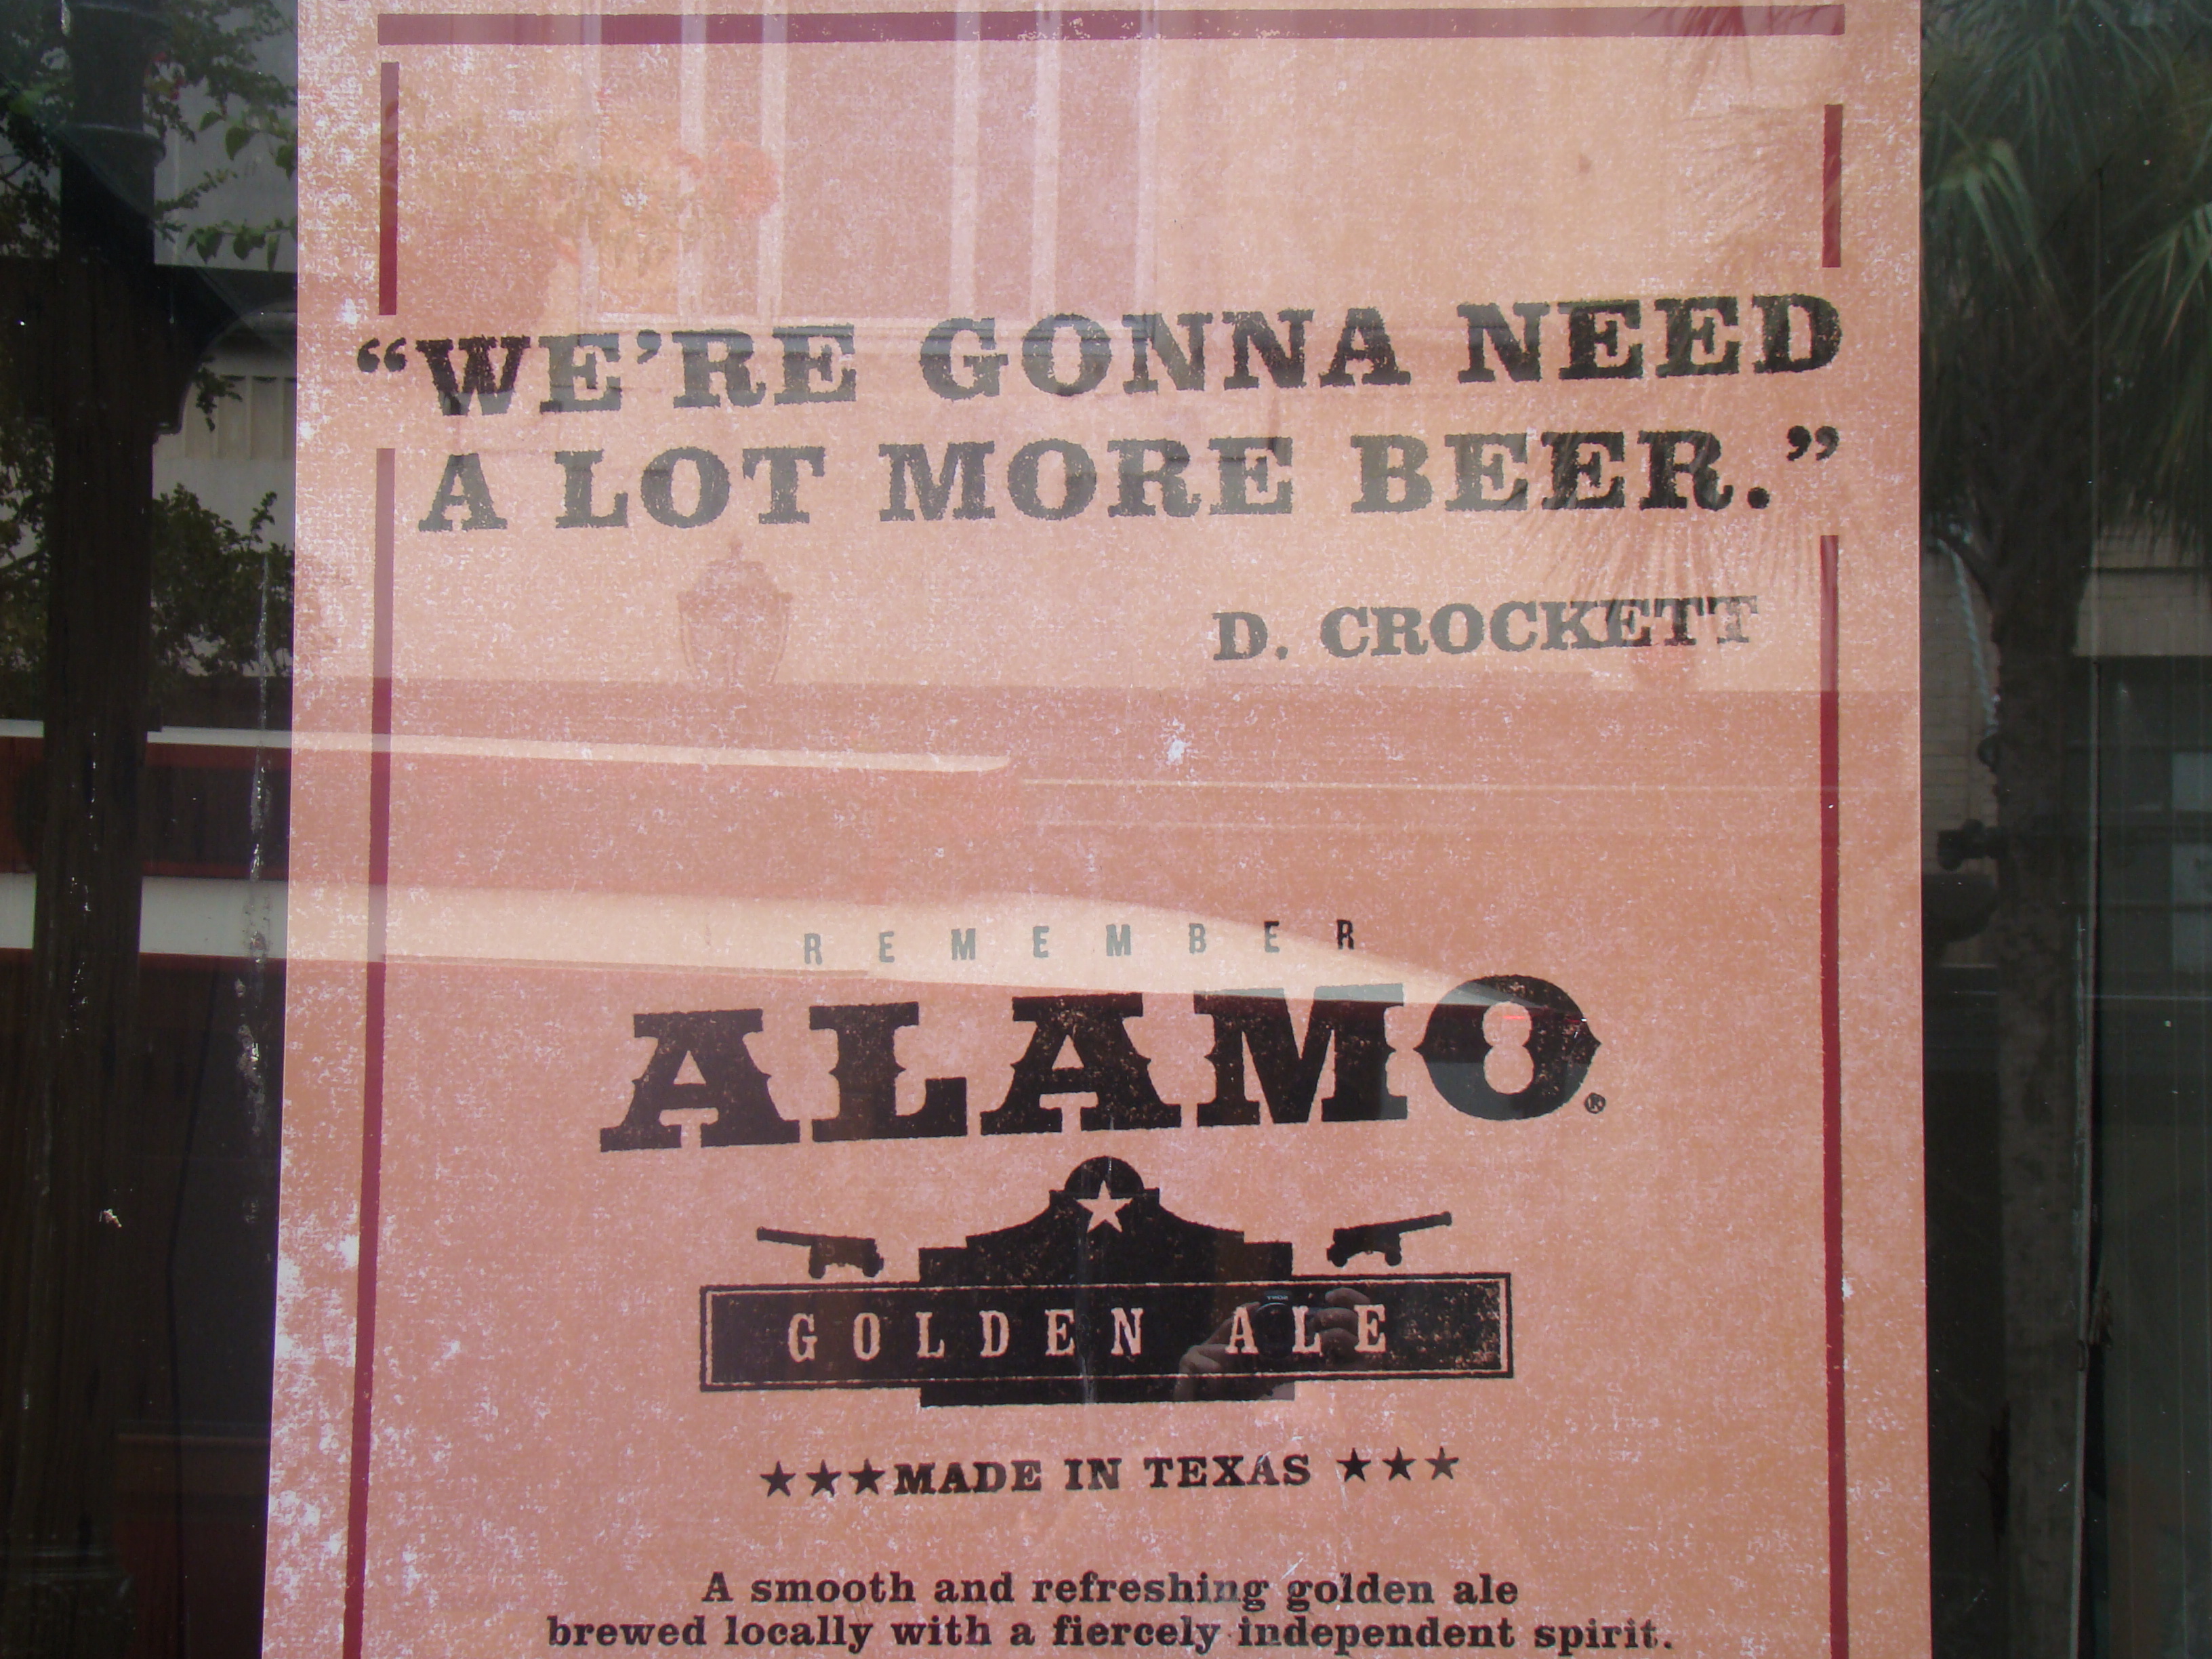 “WE’RE GONNA NEED
A LOT MORE BEER.”
D. CROCKETT
REMEMBER
ALAMO®
GOLDEN ALE
★★★MADE IN TEXAS ★★★
A smooth and refreshing golden ale
brewed locally with a fiercely independent spirit.